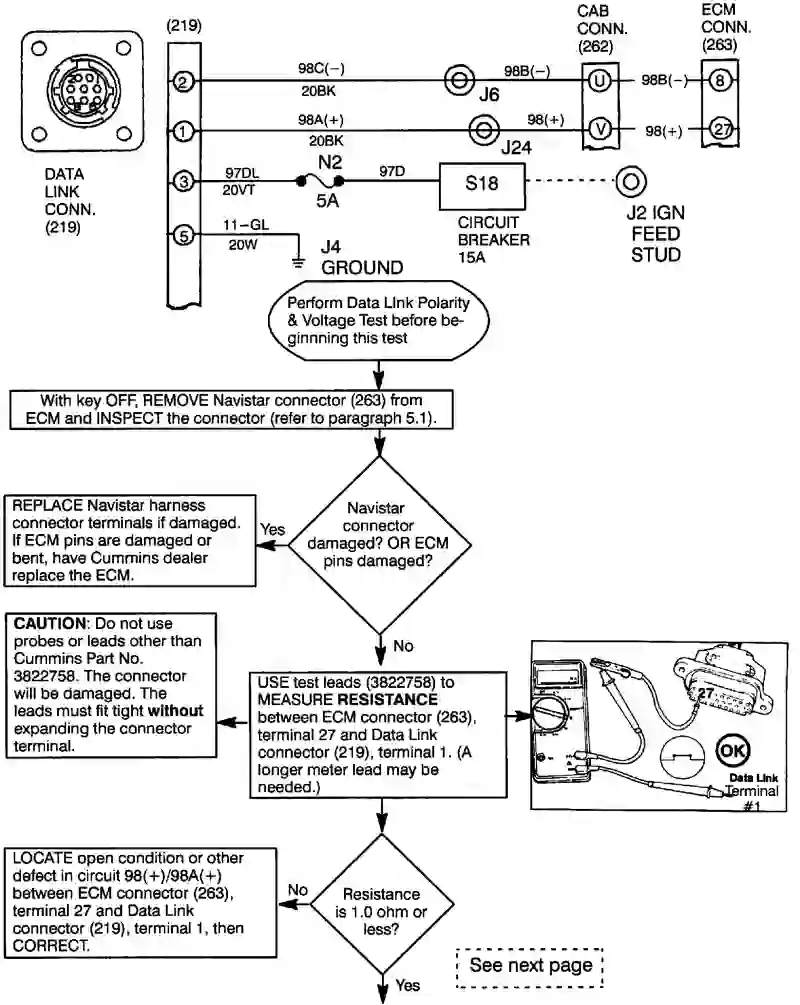 (219)
CAB
CONN.
(262)
ECM
CONN.
(263)
2
98C(−)
20BK
J6
98B(−)
U
98B(−)
8
1
98A(+)
20BK
J24
98(+)
V
98(+)
27
DATA
LINK
CONN.
(219)
3
97DL
20VT
N2
5A
97D
S18
CIRCUIT
BREAKER
15A
J2 IGN
FEED
STUD
5
11−GL
20W
J4
GROUND
Perform Data LInk Polarity
& Voltage Test before be-
ginnning this test
With key OFF, REMOVE Navistar connector (263) from
ECM and INSPECT the connector (refer to paragraph 5.1).
Navistar
connector
damaged? OR ECM
pins damaged?
Yes
REPLACE Navistar harness
connector terminals if damaged.
If ECM pins are damaged or
bent, have Cummins dealer
replace the ECM.
No
CAUTION: Do not use
probes or leads other than
Cummins Part No.
3822758. The connector
will be damaged. The
leads must fit tight without
expanding the connector
terminal.
USE test leads (3822758) to
MEASURE RESISTANCE
between ECM connector (263),
terminal 27 and Data Link
connector (219), terminal 1. (A
longer meter lead may be
needed.)
27
OK
Data Link
Terminal
#1
Resistance
is 1.0 ohm or
less?
No
LOCATE open condition or other
defect in circuit 98(+)/98A(+)
between ECM connector (263),
terminal 27 and Data Link
connector (219), terminal 1, then
CORRECT.
Yes
See next page